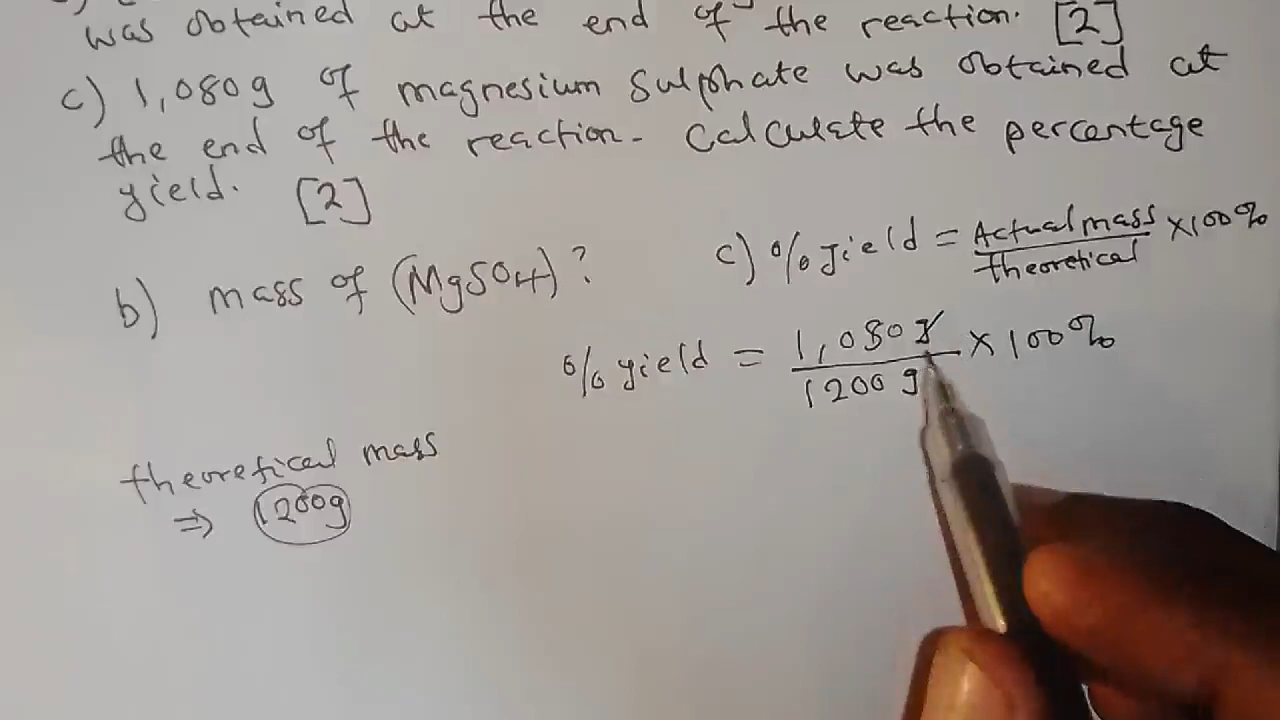 was obtained at the end of the reaction. [2]
c) 1,080g of magnesium sulphate was obtained at
the end of the reaction. Calculate the percentage
yield. [2]
b) mass of (MgSO4)?
c) % yield = Actual mass / theoretical × 100%
% yield = 1,080g / 1200g × 100%
theoretical mass
⇒ 1200g